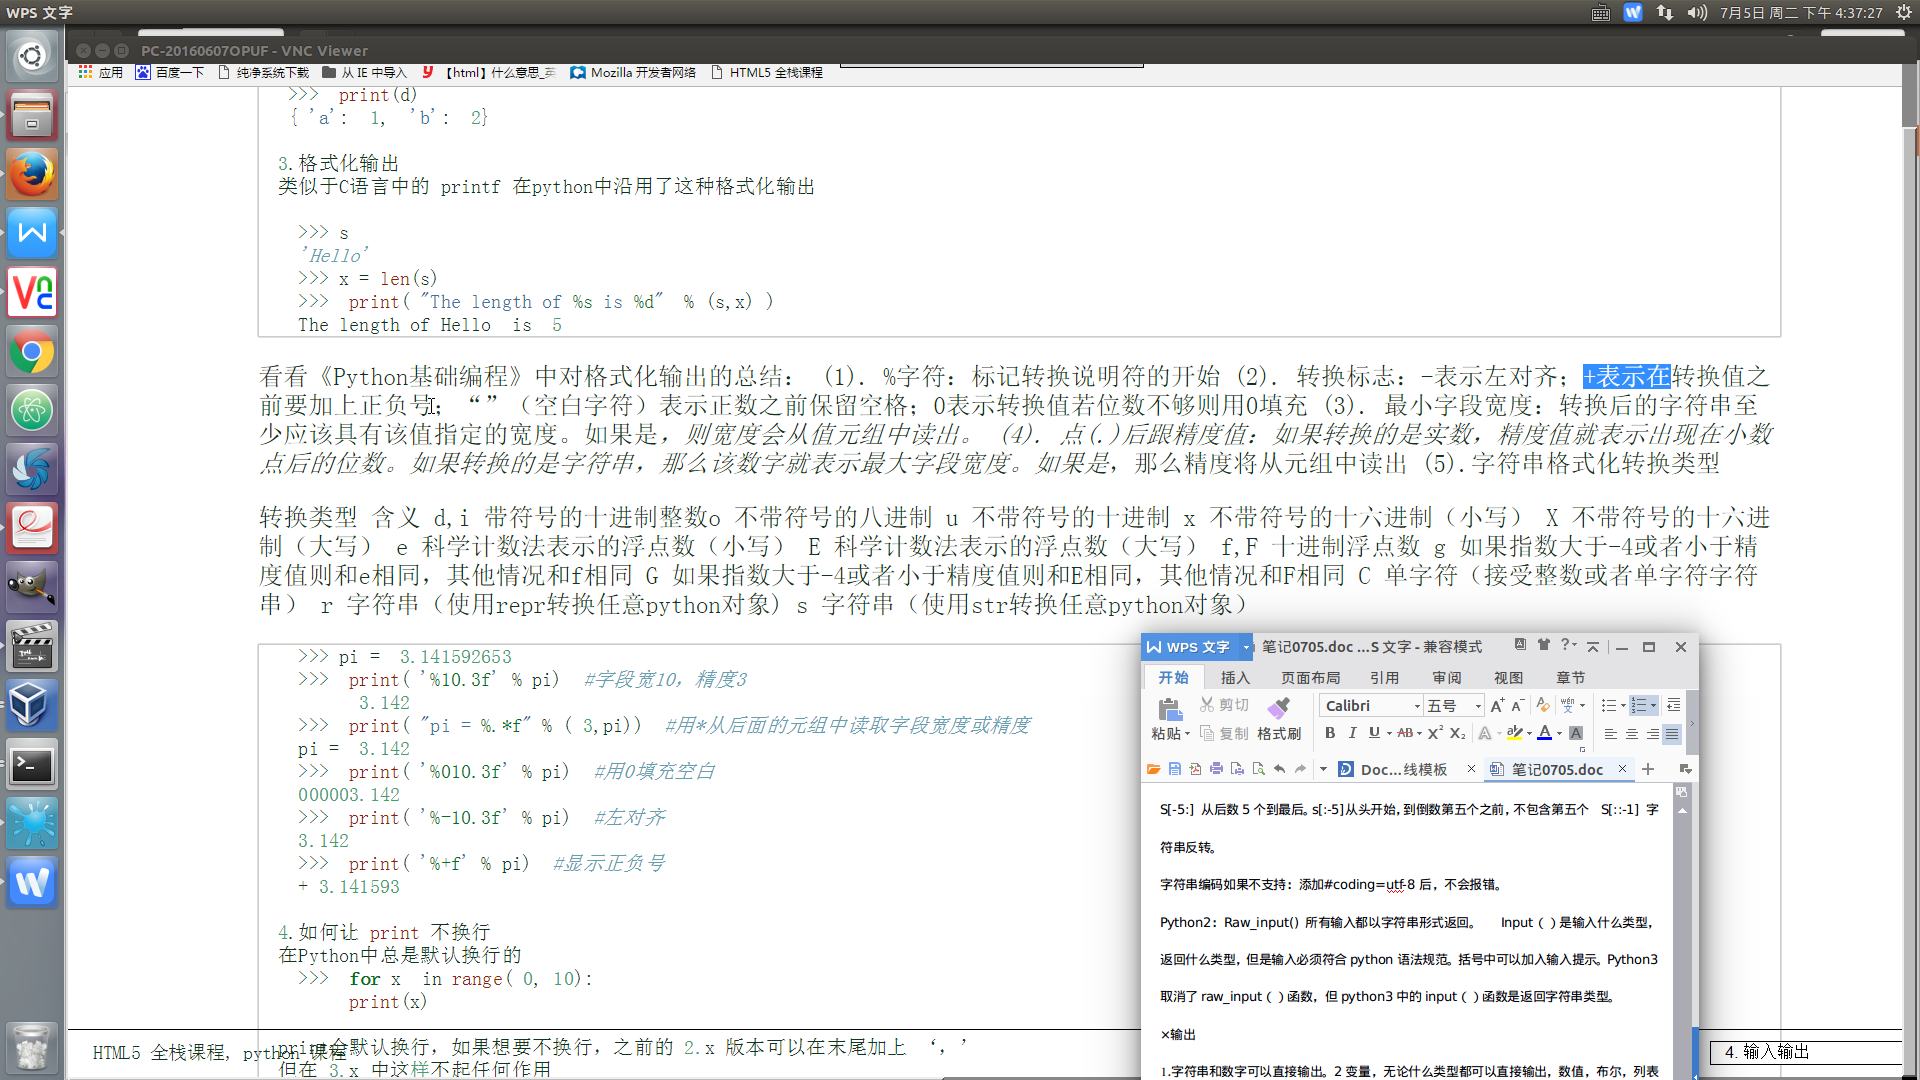 WPS 文字
7月5日 周二 下午 4:37:27
PC-20160607OPUF - VNC Viewer
应用 百度一下 纯净系统下载 从 IE 中导入 【html】什么意思_英 Mozilla 开发者网络 HTML5 全栈课程
>>> print(d)
{ 'a': 1, 'b': 2}
3.格式化输出
类似于C语言中的 printf 在python中沿用了这种格式化输出
>>> s
'Hello'
>>> x = len(s)
>>> print( "The length of %s is %d" % (s,x) )
The length of Hello is 5
看看《Python基础编程》中对格式化输出的总结： (1). %字符：标记转换说明符的开始 (2). 转换标志：-表示左对齐；+表示在转换值之
前要加上正负号；“”（空白字符）表示正数之前保留空格；0表示转换值若位数不够则用0填充 (3). 最小字段宽度：转换后的字符串至
少应该具有该值指定的宽度。如果是，则宽度会从值元组中读出。 (4). 点(.)后跟精度值：如果转换的是实数，精度值就表示出现在小数
点后的位数。如果转换的是字符串，那么该数字就表示最大字段宽度。如果是，那么精度将从元组中读出 (5).字符串格式化转换类型
转换类型 含义 d,i 带符号的十进制整数o 不带符号的八进制 u 不带符号的十进制 x 不带符号的十六进制（小写） X 不带符号的十六进
制（大写） e 科学计数法表示的浮点数（小写） E 科学计数法表示的浮点数（大写） f,F 十进制浮点数 g 如果指数大于-4或者小于精
度值则和e相同，其他情况和f相同 G 如果指数大于-4或者小于精度值则和E相同，其他情况和F相同 C 单字符（接受整数或者单字符字符
串） r 字符串（使用repr转换任意python对象) s 字符串（使用str转换任意python对象）
>>> pi = 3.141592653
>>> print( '%10.3f' % pi) #字段宽10，精度3
3.142
>>> print( "pi = %.*f" % ( 3,pi)) #用*从后面的元组中读取字段宽度或精度
pi = 3.142
>>> print( '%010.3f' % pi) #用0填充空白
000003.142
>>> print( '%-10.3f' % pi) #左对齐
3.142
>>> print( '%+f' % pi) #显示正负号
+ 3.141593
4.如何让 print 不换行
在Python中总是默认换行的
>>> for x in range( 0, 10):
print(x)
print会默认换行，如果想要不换行，之前的 2.x 版本可以在末尾加上 ‘，’
但在 3.x 中这样不起任何作用
HTML5 全栈课程, python 课程
4. 输入输出
WPS 文字 笔记0705.doc ...S 文字 - 兼容模式
开始 插入 页面布局 引用 审阅 视图 章节
粘贴 剪切 复制 格式刷 Calibri 五号
Doc...线模板 × 笔记0705.doc ×
S[-5:] 从后数 5 个到最后。s[:-5]从头开始，到倒数第五个之前，不包含第五个 S[::-1] 字
符串反转。
字符串编码如果不支持：添加#coding=utf-8 后，不会报错。
Python2：Raw_input() 所有输入都以字符串形式返回。 Input（ ）是输入什么类型，
返回什么类型，但是输入必须符合 python 语法规范。括号中可以加入输入提示。Python3
取消了 raw_input（ ）函数，但 python3 中的 input（ ）函数是返回字符串类型。
×输出
1.字符串和数字可以直接输出。2 变量，无论什么类型都可以直接输出，数值，布尔，列表